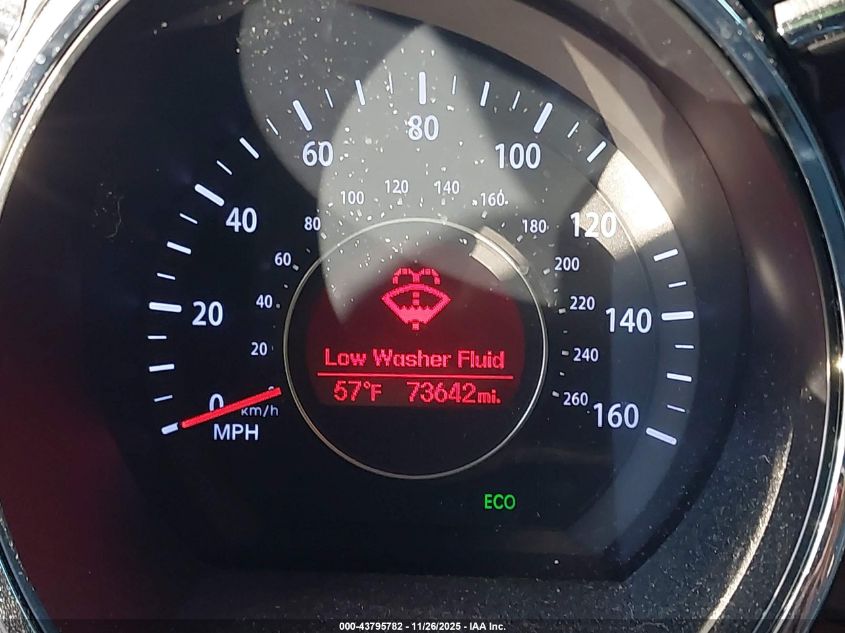 80
60 100
120 140
100 160
40 80 180 120
60 200
20 40 220 140
20 240
Low Washer Fluid
57°F 73642mi.
0 km/h 260 160
MPH
ECO
000-43795782 - 11/26/2025 - IAA Inc.